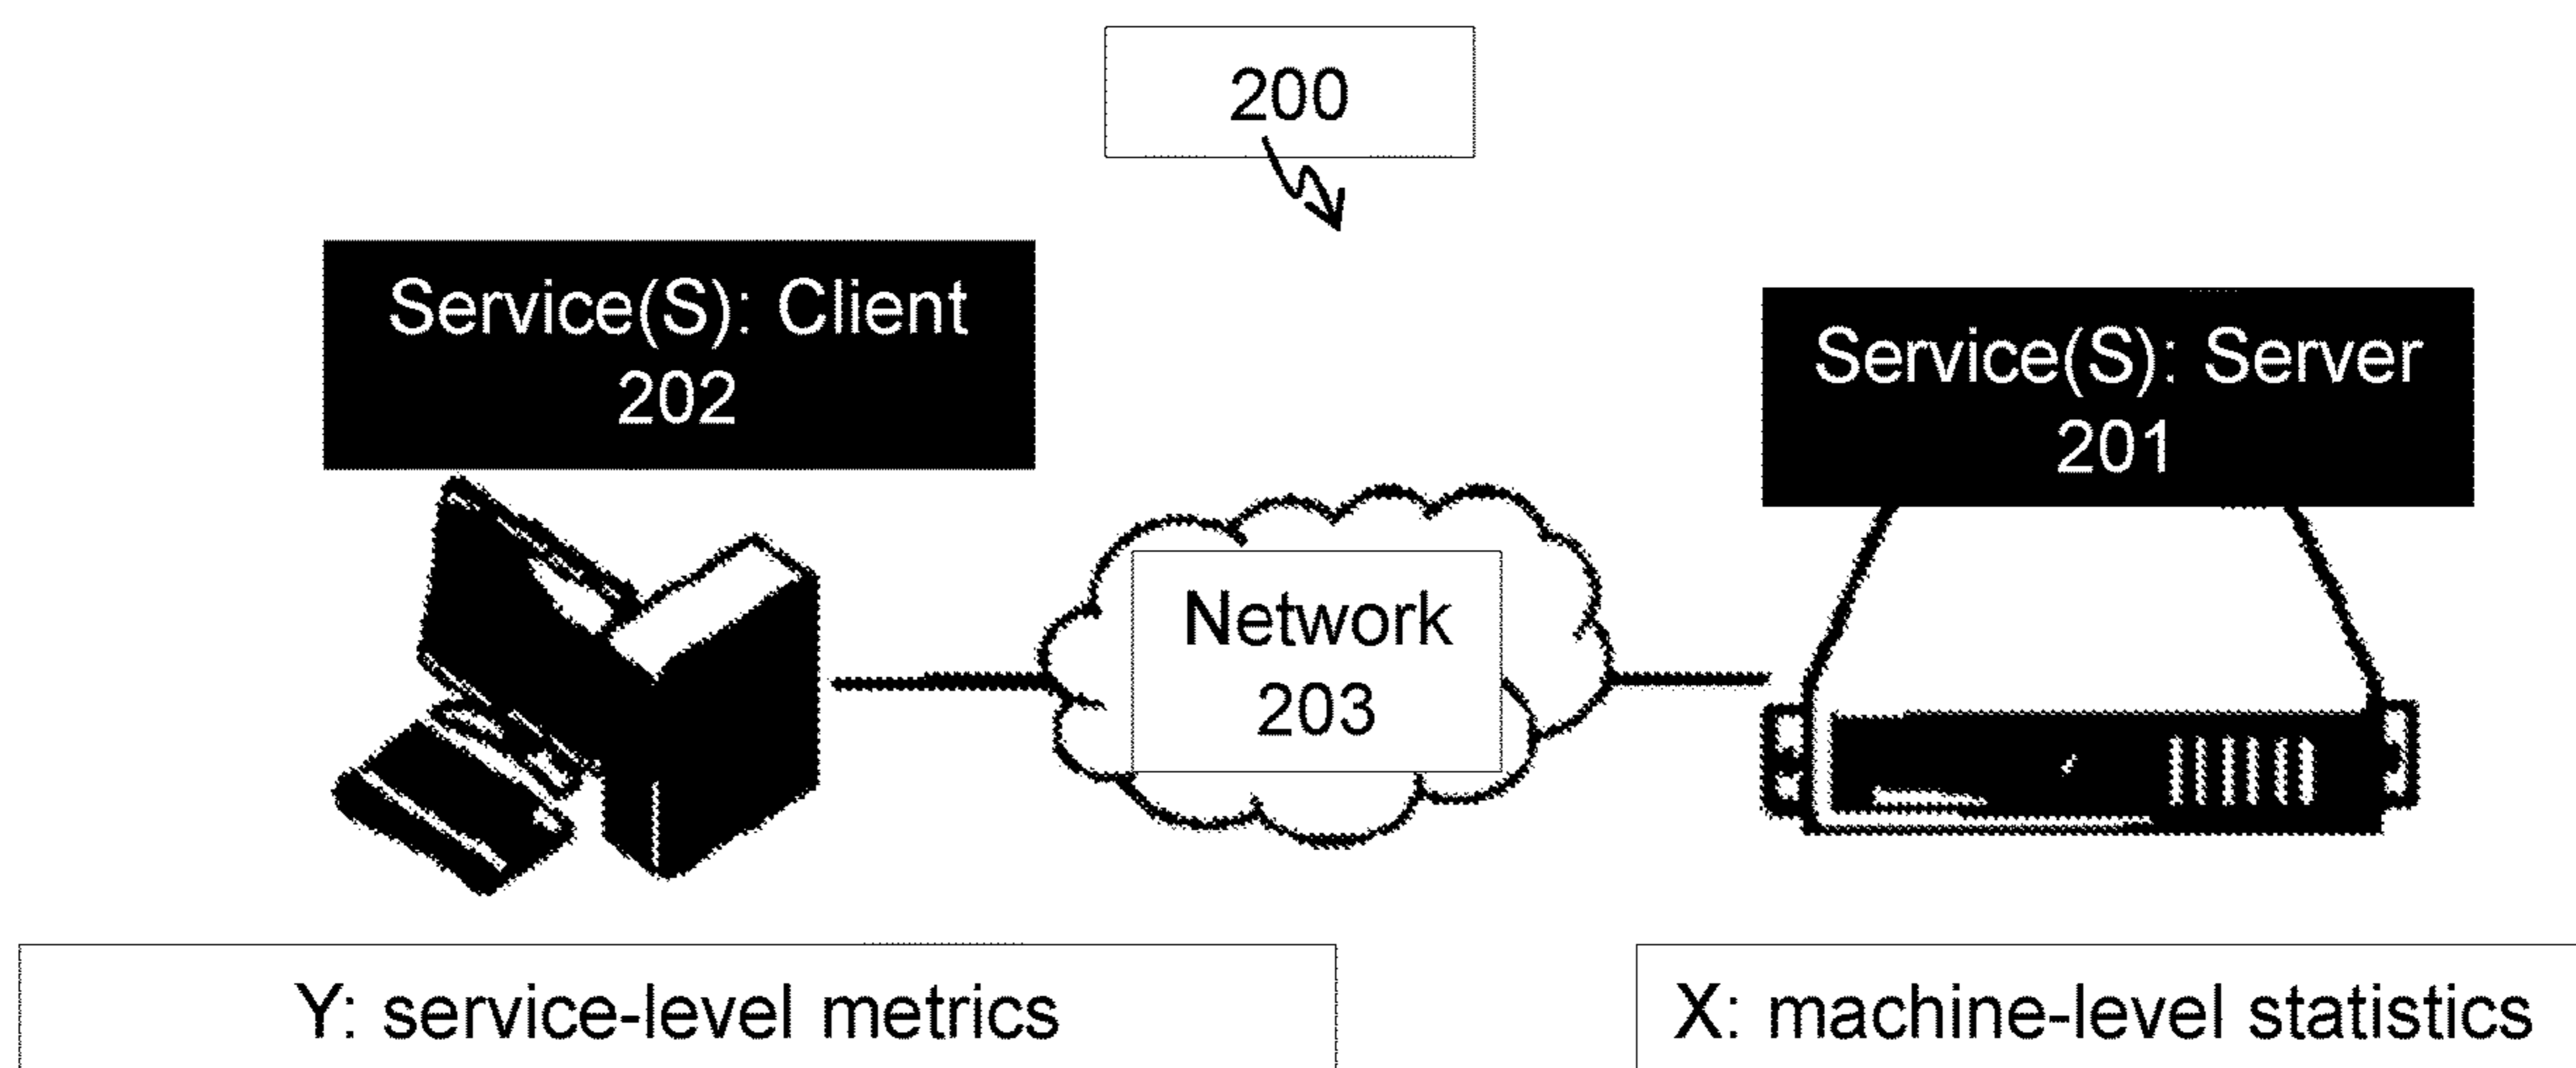 200
Service(S): Client
202
Service(S): Server
201
Network
203
Y: service-level metrics
X: machine-level statistics